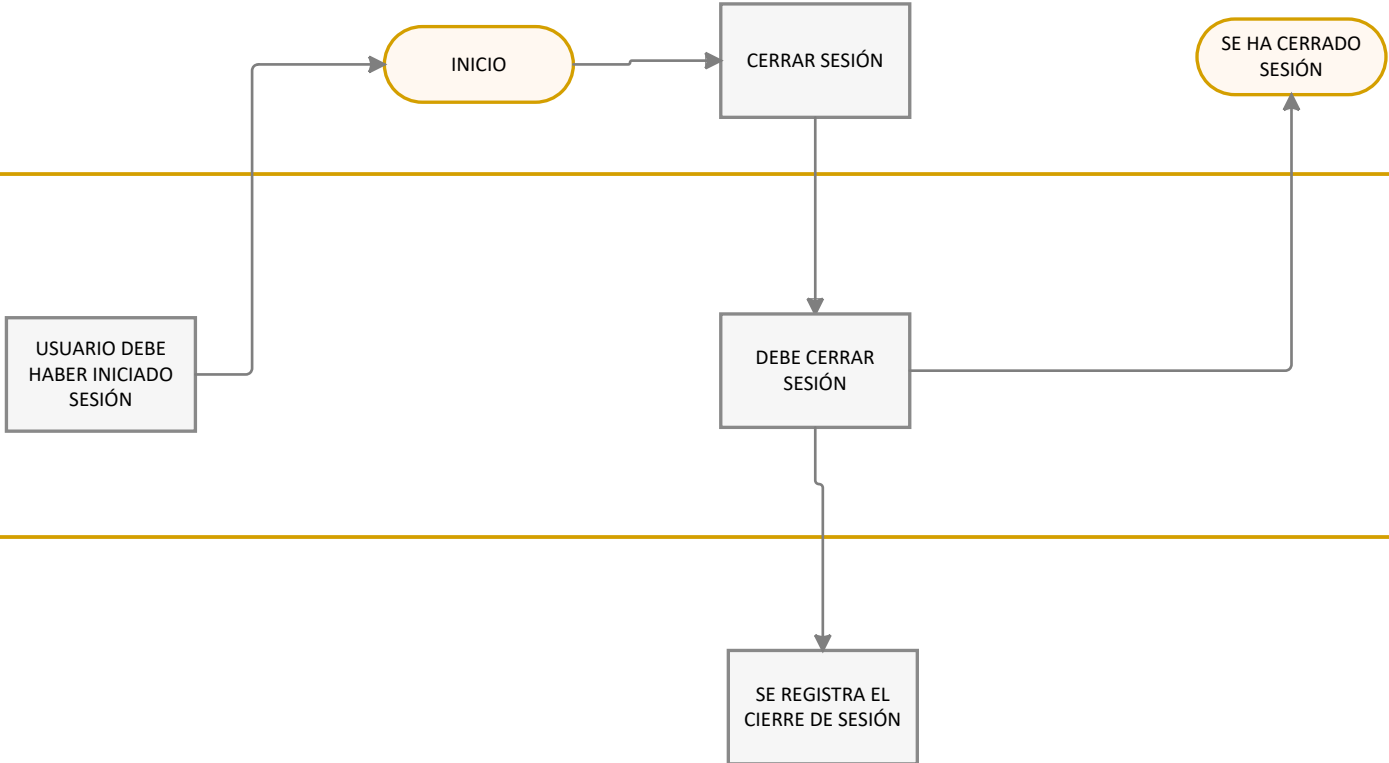 INICIO
CERRAR SESIÓN
SE HA CERRADO
SESIÓN
USUARIO DEBE
HABER INICIADO
SESIÓN
DEBE CERRAR
SESIÓN
SE REGISTRA EL
CIERRE DE SESIÓN